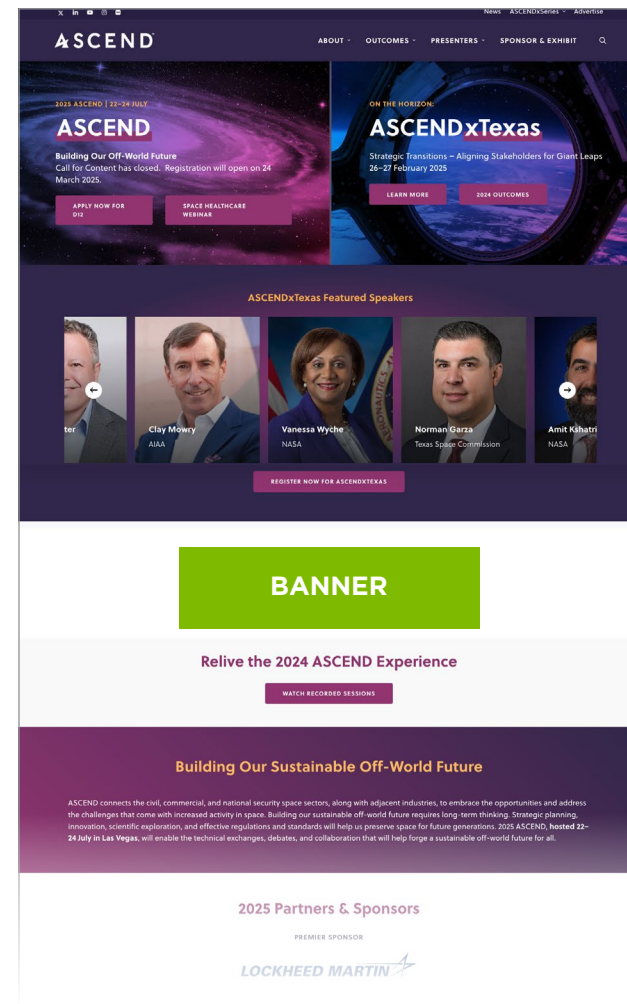 News ASCENDxSeries Advertise
ASCEND
ABOUT OUTCOMES PRESENTERS SPONSOR & EXHIBIT
2025 ASCEND | 22–24 JULY
ASCEND
Building Our Off-World Future
Call for Content has closed. Registration will open on 24
March 2025.
APPLY NOW FOR
D12
SPACE HEALTHCARE
WEBINAR
ON THE HORIZON:
ASCENDxTexas
Strategic Transitions – Aligning Stakeholders for Giant Leaps
26–27 February 2025
LEARN MORE
2024 OUTCOMES
ASCENDxTexas Featured Speakers
ter
Clay Mowry
AIAA
Vanessa Wyche
NASA
Norman Garza
Texas Space Commission
Amit Kshatri
NASA
REGISTER NOW FOR ASCENDXTEXAS
BANNER
Relive the 2024 ASCEND Experience
WATCH RECORDED SESSIONS
Building Our Sustainable Off-World Future
ASCEND connects the civil, commercial, and national security space sectors, along with adjacent industries, to embrace the opportunities and address
the challenges that come with increased activity in space. Building our sustainable off-world future requires long-term thinking. Strategic planning,
innovation, scientific exploration, and effective regulations and standards will help us preserve space for future generations. 2025 ASCEND, hosted 22–
24 July in Las Vegas, will enable the technical exchanges, debates, and collaboration that will help forge a sustainable off-world future for all.
2025 Partners & Sponsors
PREMIER SPONSOR
LOCKHEED MARTIN